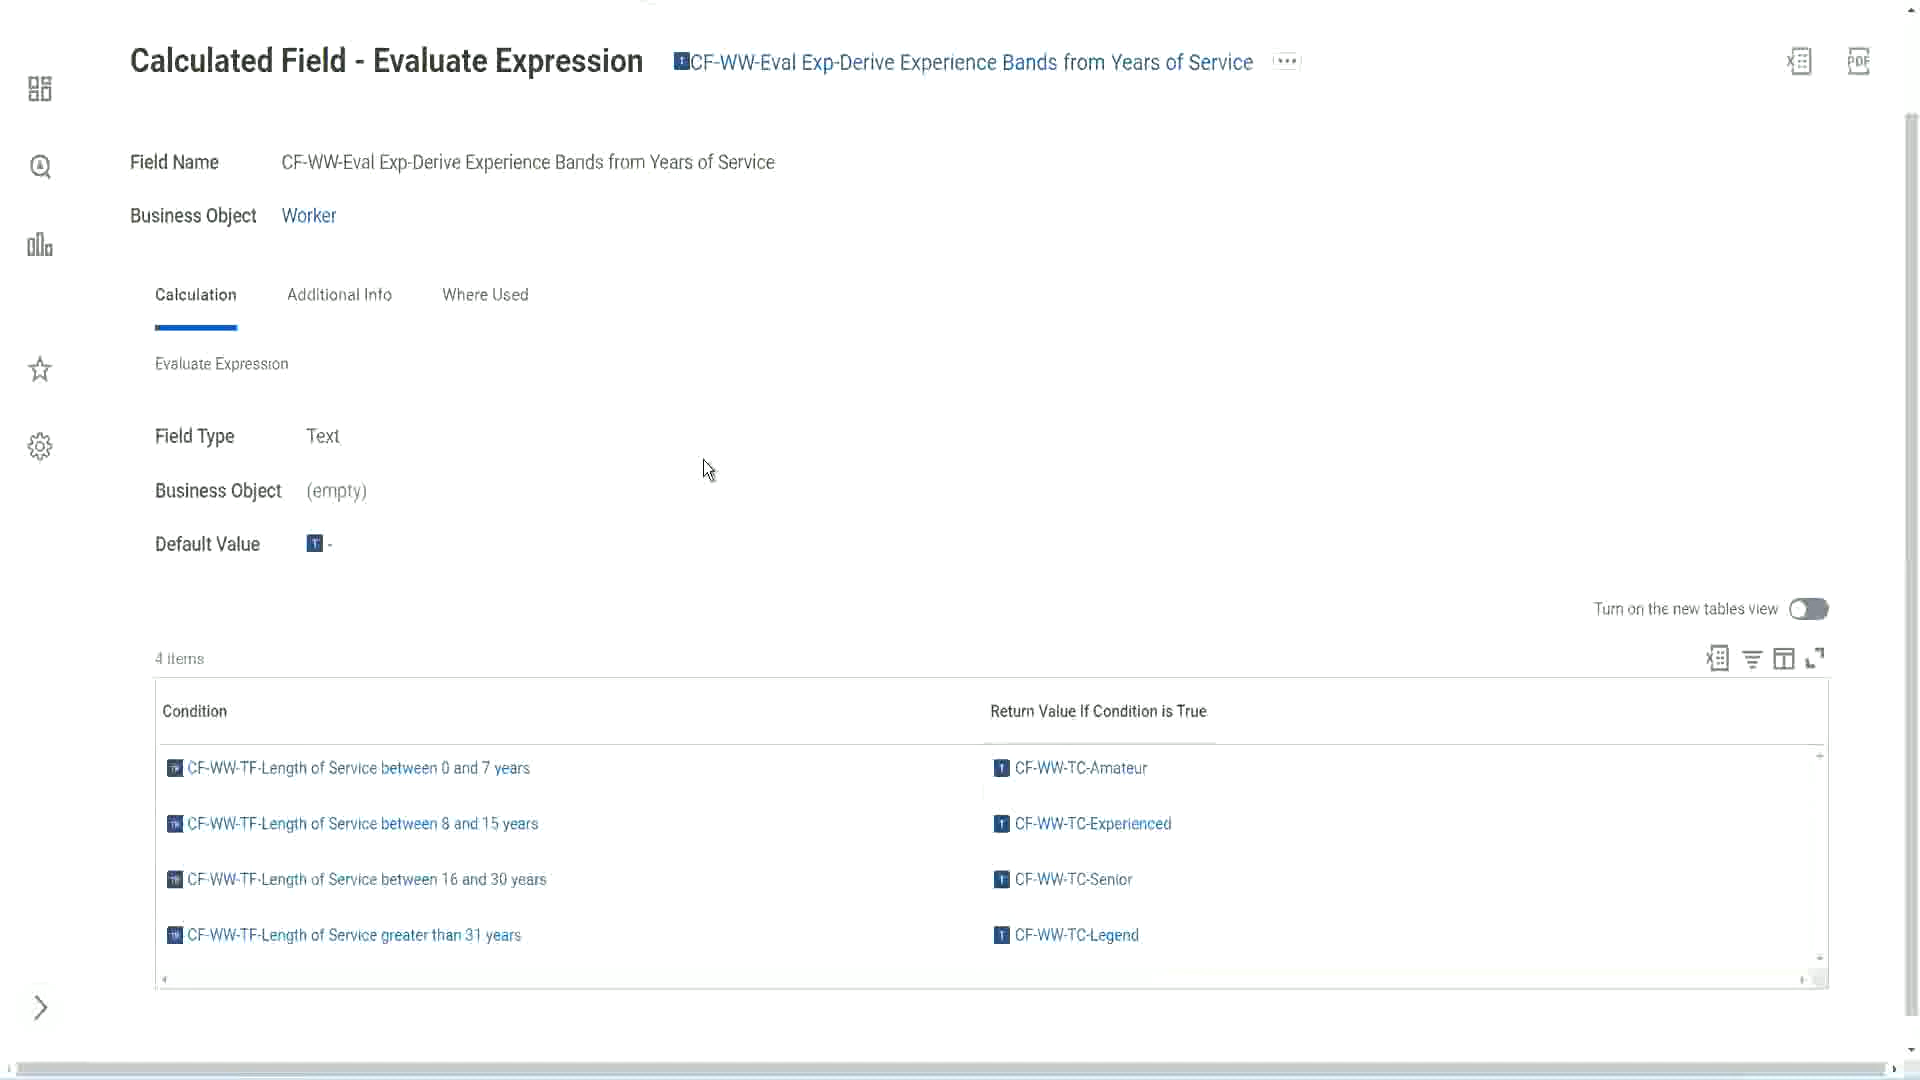 Calculated Field - Evaluate Expression
CF-WW-Eval Exp-Derive Experience Bands from Years of Service
PDF
Field Name CF-WW-Eval Exp-Derive Experience Bands from Years of Service
Business Object Worker
Calculation Additional Info Where Used
Evaluate Expression
Field Type Text
Business Object (empty)
Default Value T -
Turn on the new tables view
4 items
Condition Return Value If Condition is True
CF-WW-TF-Length of Service between 0 and 7 years CF-WW-TC-Amateur
CF-WW-TF-Length of Service between 8 and 15 years CF-WW-TC-Experienced
CF-WW-TF-Length of Service between 16 and 30 years CF-WW-TC-Senior
CF-WW-TF-Length of Service greater than 31 years CF-WW-TC-Legend